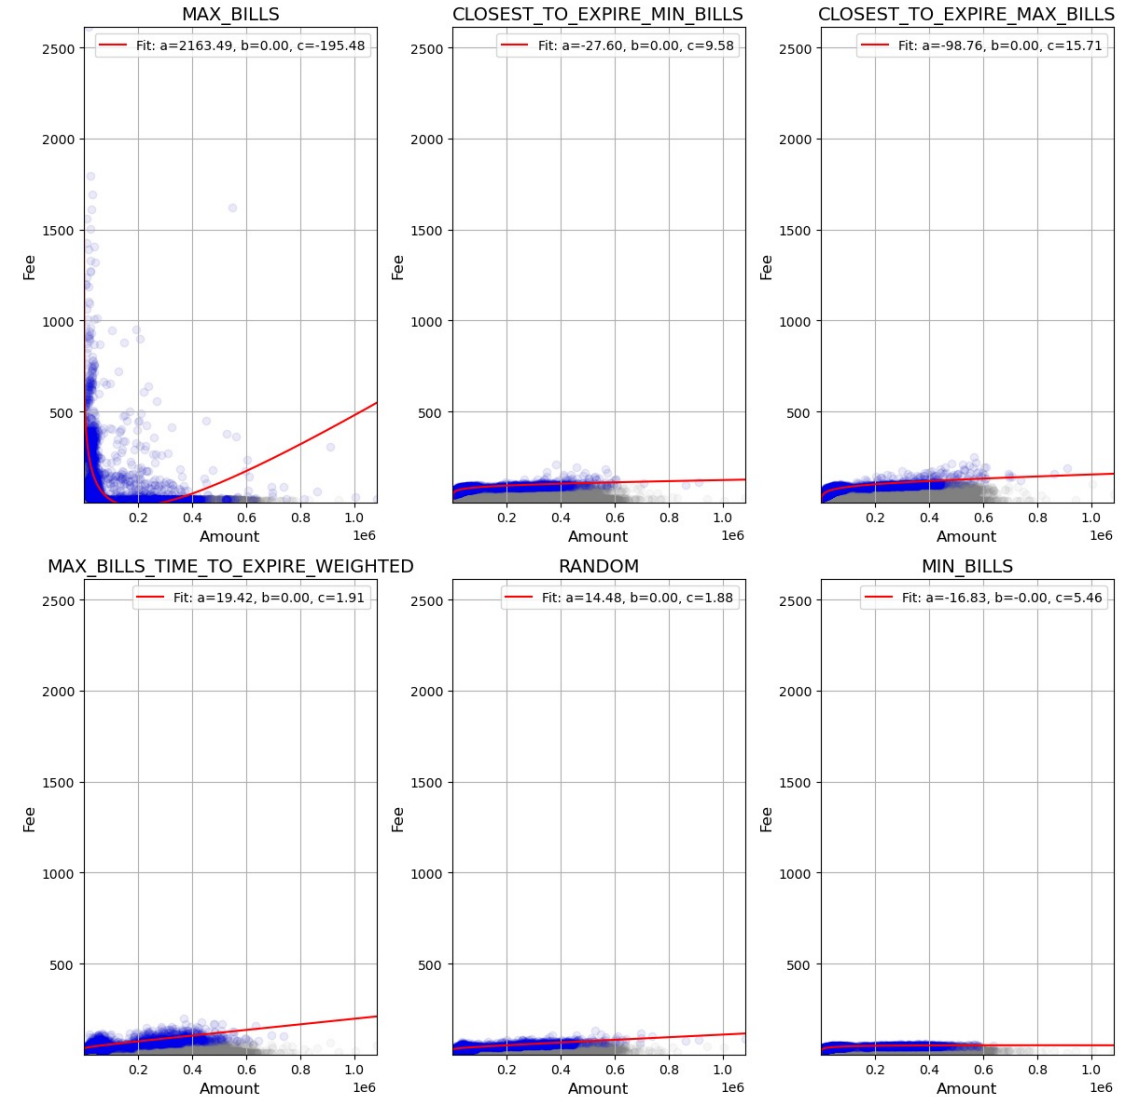 MAX_BILLS
CLOSEST_TO_EXPIRE_MIN_BILLS
CLOSEST_TO_EXPIRE_MAX_BILLS
Fit: a=2163.49, b=0.00, c=-195.48
Fit: a=-27.60, b=0.00, c=9.58
Fit: a=-98.76, b=0.00, c=15.71
2500
2500
2500
2000
2000
2000
1500
1500
1500
Fee
Fee
Fee
1000
1000
1000
500
500
500
0.2 0.4 0.6 0.8 1.0
0.2 0.4 0.6 0.8 1.0
0.2 0.4 0.6 0.8 1.0
Amount
1e6
Amount
1e6
Amount
1e6
MAX_BILLS_TIME_TO_EXPIRE_WEIGHTED
RANDOM
MIN_BILLS
Fit: a=19.42, b=0.00, c=1.91
Fit: a=14.48, b=0.00, c=1.88
Fit: a=-16.83, b=-0.00, c=5.46
2500
2500
2500
2000
2000
2000
1500
1500
1500
Fee
Fee
Fee
1000
1000
1000
500
500
500
0.2 0.4 0.6 0.8 1.0
0.2 0.4 0.6 0.8 1.0
0.2 0.4 0.6 0.8 1.0
Amount
1e6
Amount
1e6
Amount
1e6